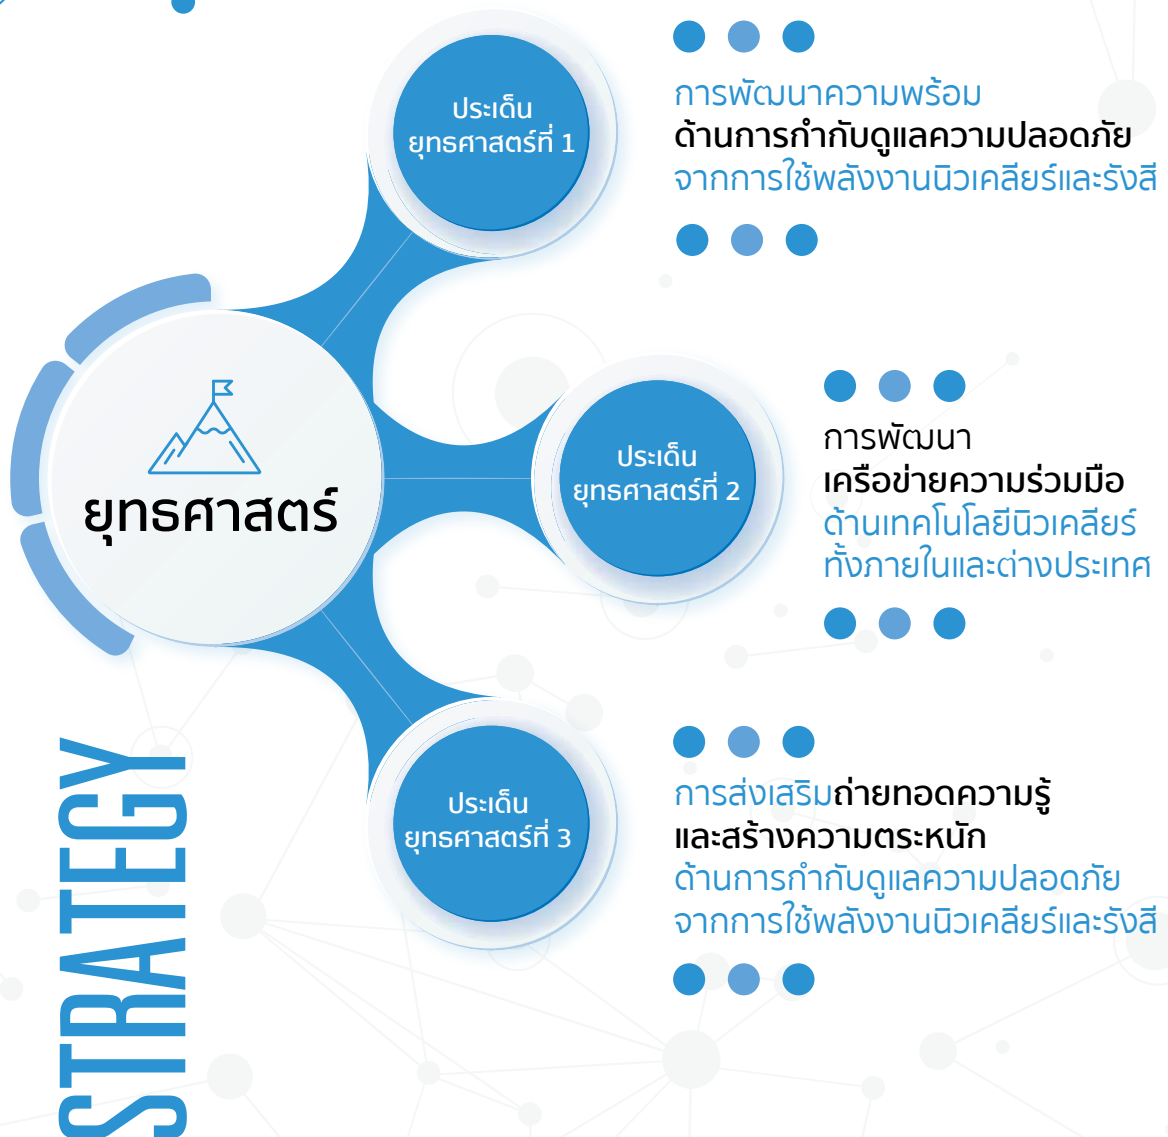 ประเด็น
ยุทธศาสตร์ที่ 1
การพัฒนาความพร้อม
ด้านการกำกับดูแลความปลอดภัย
จากการใช้พลังงานนิวเคลียร์และรังสี
ยุทธศาสตร์
ประเด็น
ยุทธศาสตร์ที่ 2
การพัฒนา
เครือข่ายความร่วมมือ
ด้านเทคโนโลยีนิวเคลียร์
ทั้งภายในและต่างประเทศ
ประเด็น
ยุทธศาสตร์ที่ 3
การส่งเสริมถ่ายทอดความรู้
และสร้างความตระหนัก
ด้านการกำกับดูแลความปลอดภัย
จากการใช้พลังงานนิวเคลียร์และรังสี
STRATEGY